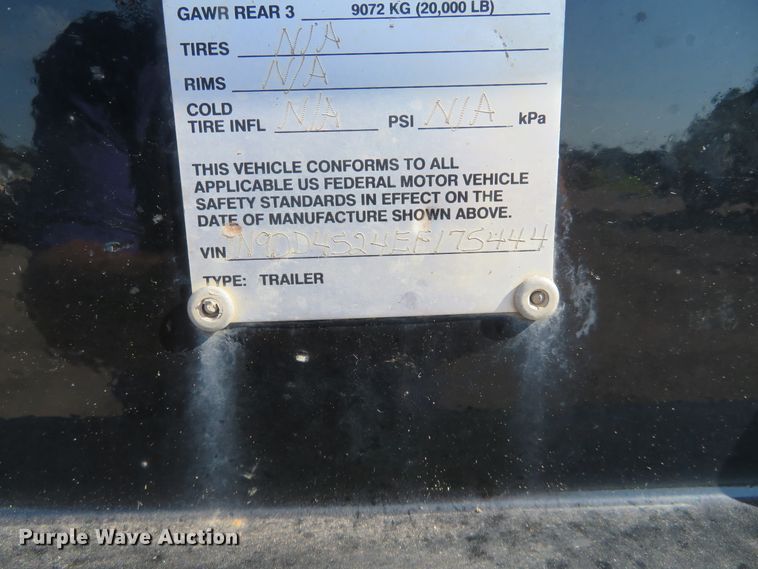 GAWR REAR 3 9072 KG (20,000 LB)
TIRES N/A
RIMS N/A
COLD
TIRE INFL N/A PSI N/A kPa
THIS VEHICLE CONFORMS TO ALL
APPLICABLE US FEDERAL MOTOR VEHICLE
SAFETY STANDARDS IN EFFECT ON THE
DATE OF MANUFACTURE SHOWN ABOVE.
VIN 1N9DD4524EF175444
TYPE: TRAILER
Purple Wave Auction